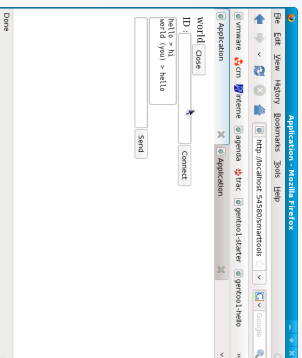 Application - Mozilla Firefox
File Edit View History Bookmarks Tools Help
http://localhost:54580/smarttools
Google
vmware cm interne agenda trac gentoo1-starter gentoo1-hello
Application Application
world Close
ID : Connect
hello > hi
world (you) > hello
Send
Done